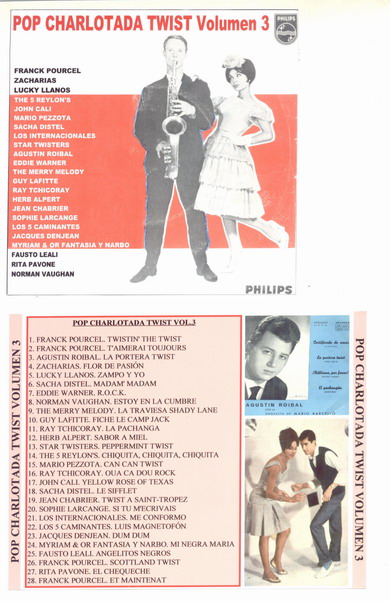 POP CHARLOTADA TWIST Volumen 3
PHILIPS
FRANCK POURCEL
ZACHARIAS
LUCKY LLANOS
THE 5 REYLON'S
JOHN CALI
MARIO PEZZOTA
SACHA DISTEL
LOS INTERNACIONALES
STAR TWISTERS
AGUSTIN ROIBAL
EDDIE WARNER
THE MERRY MELODY
GUY LAFITTE
RAY TCHICORAY
HERB ALPERT
JEAN CHABRIER
SOPHIE LARCANGE
LOS 5 CAMINANTES
JACQUES DENJEAN
MYRIAM & OR FANTASIA Y NARBO
FAUSTO LEALI
RITA PAVONE
NORMAN VAUGHAN
PHILIPS
POP CHARLOTADA TWIST VOLUMEN 3
POP CHARLOTADA TWIST VOL.3
1. FRANCK POURCEL. TWISTIN' THE TWIST
2. FRANCK POURCEL. T'AIMERAI TOUJOURS
3. AGUSTIN ROIBAL. LA PORTERA TWIST
4. ZACHARIAS. FLOR DE PASIÓN
5. LUCKY LLANOS. ZAMPO Y YO
6. SACHA DISTEL. MADAM' MADAM
7. EDDIE WARNER. R.O.C.K.
8. NORMAN VAUGHAN. ESTOY EN LA CUMBRE
9. THE MERRY MELODY. LA TRAVIESA SHADY LANE
10. GUY LAFITTE. FICHE LE CAMP JACK
11. RAY TCHICORAY. LA PACHANGA
12. HERB ALPERT. SABOR A MIEL
13. STAR TWISTERS. PEPPERMINT TWIST
14. THE 5 REYLON'S. CHIQUITA, CHIQUITA, CHIQUITA
15. MARIO PEZZOTA. CAN CAN TWIST
16. RAY TCHICORAY. OUA CA DOU ROCK
17. JOHN CALI. YELLOW ROSE OF TEXAS
18. SACHA DISTEL. LE SIFFLET
19. JEAN CHABRIER. TWIST A SAINT-TROPEZ
20. SOPHIE LARCANGE. SI TU M'ECRIVAIS
21. LOS INTERNACIONALES. ME CONFORMO
22. LOS 5 CAMINANTES. LUIS MAGNETOFÓN
23. JACQUES DENJEAN. DUM DUM
24. MYRIAM & OR FANTASIA Y NARBO. MI NEGRA MARIA
25. FAUSTO LEALI. ANGELITOS NEGROS
26. FRANCK POURCEL. SCOTTLAND TWIST
27. RITA PAVONE. EL CHEQUECHE
28. FRANCK POURCEL. ET MAINTENAT
La portera twist
AGUSTIN ROIBAL
POP CHARLOTADA TWIST VOLUMEN 3